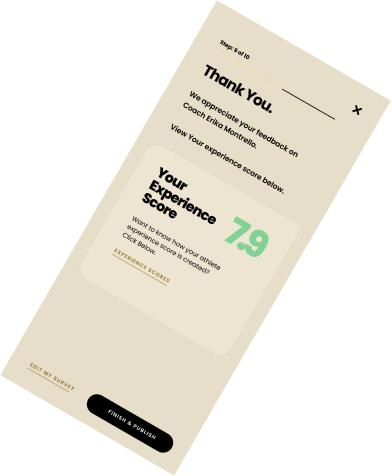 Step: 9 of 10
Thank You.
We appreciate your feedback on
Coach Erika Montrello.
View Your experience score below.
Your
Experience
Score
7.9
Want to know how your athlete
experience score is created?
Click Below.
EXPERIENCE SCORES
EDIT MY SURVEY
FINISH & PUBLISH